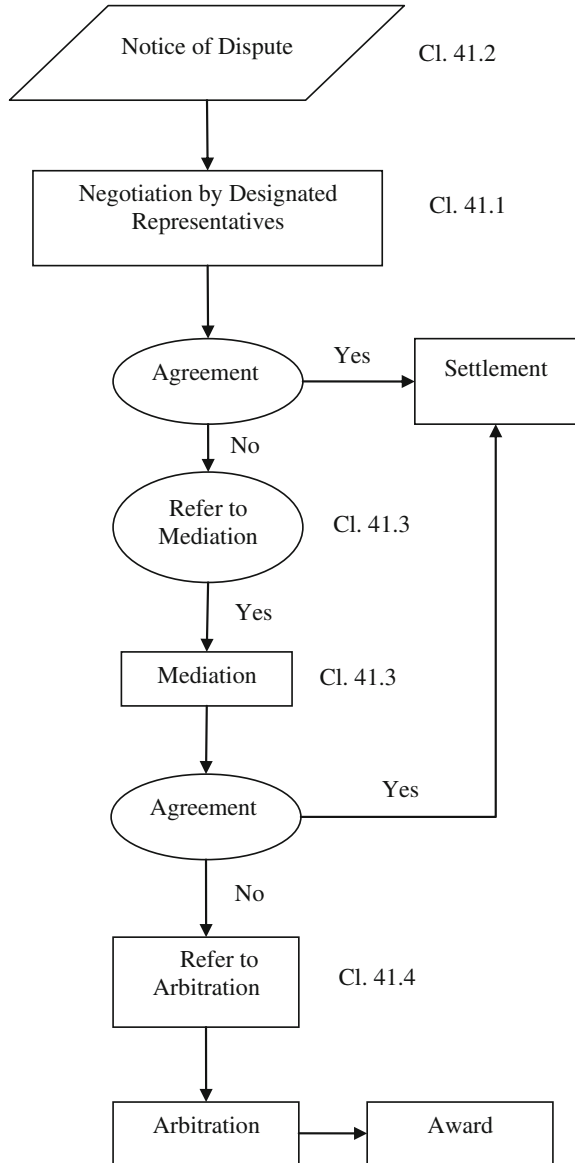 Notice of Dispute
Cl. 41.2
Negotiation by Designated
Representatives
Cl. 41.1
Agreement
Yes
Settlement
No
Refer to
Mediation
Cl. 41.3
Yes
Mediation
Cl. 41.3
Agreement
Yes
No
Refer to
Arbitration
Cl. 41.4
Arbitration
Award